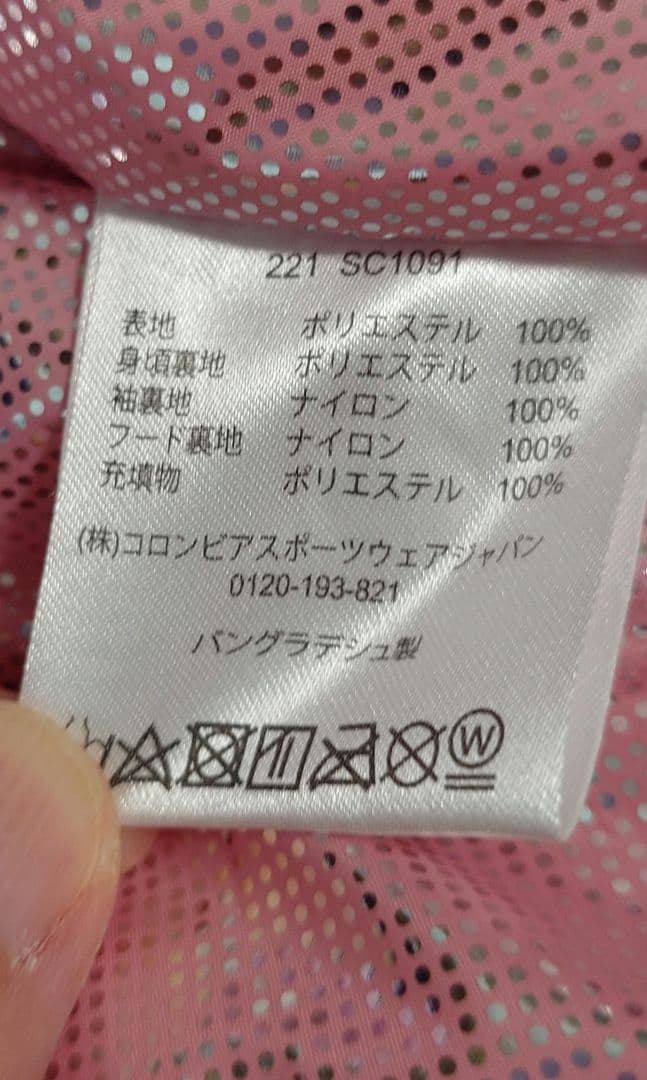 221 SC1091
表地 ポリエステル 100%
身頃裏地 ポリエステル 100%
袖裏地 ナイロン 100%
フード裏地 ナイロン 100%
充填物 ポリエステル 100%
(株)コロンビアスポーツウェアジャパン
0120-193-821
バングラデシュ製
W